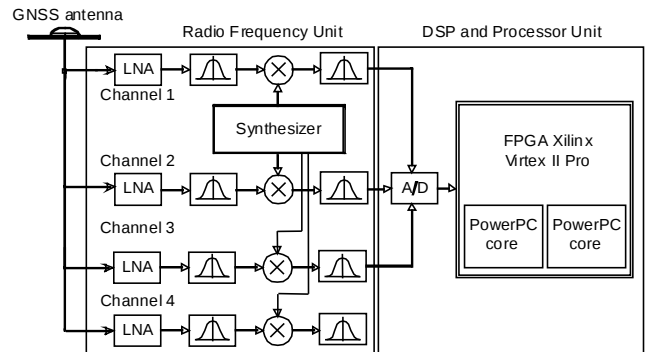 GNSS antenna
Radio Frequency Unit
DSP and Processor Unit
LNA
Channel 1
Synthesizer
Channel 2
LNA
A/D
FPGA Xilinx
Virtex II Pro
PowerPC
core
PowerPC
core
Channel 3
LNA
Channel 4
LNA